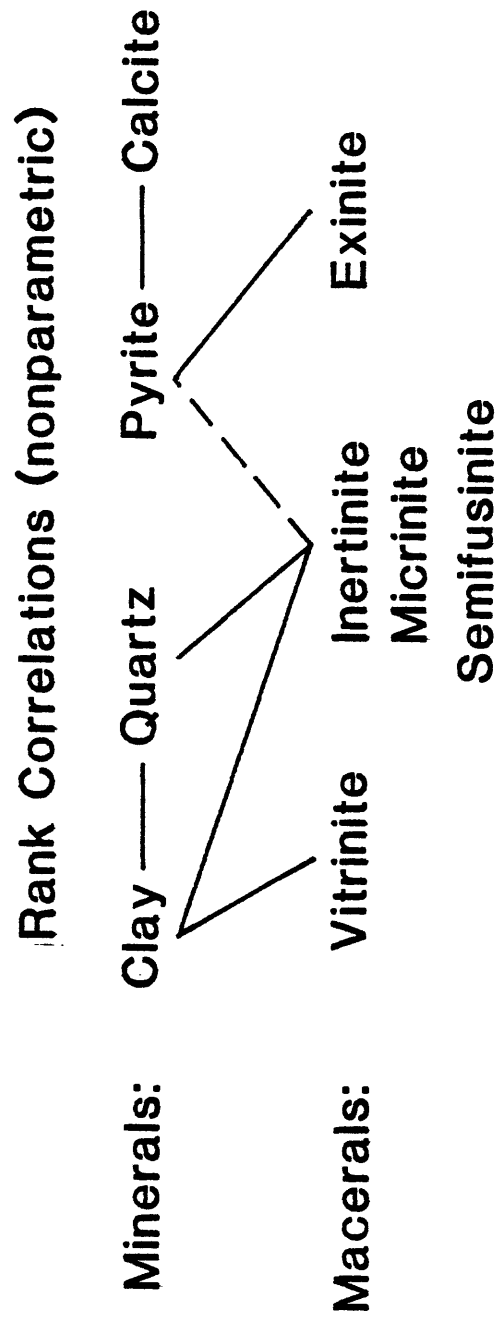 Rank Correlations (nonparametric)
Minerals: Clay — Quartz Pyrite — Calcite
Macerals: Vitrinite Inertinite Exinite
Micrinite
Semifusinite